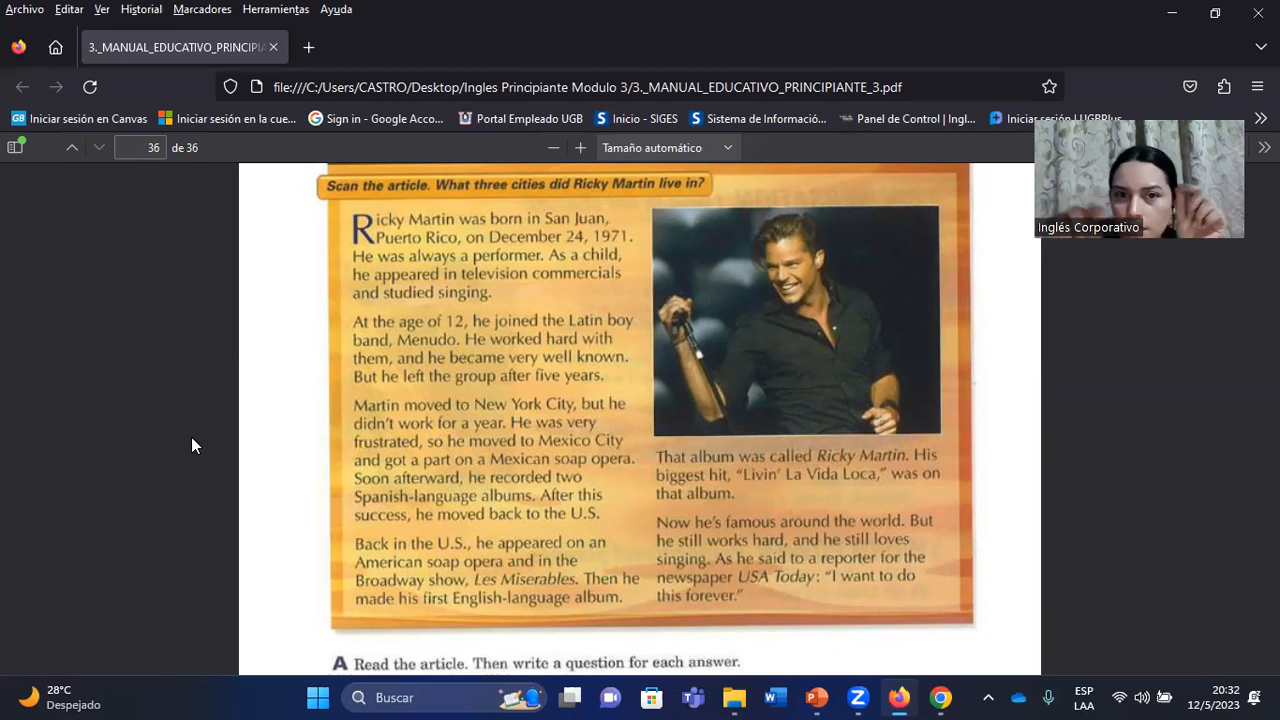 Archivo Editar Ver Historial Marcadores Herramientas Ayuda
3._MANUAL_EDUCATIVO_PRINCIPIA
file:///C:/Users/CASTRO/Desktop/Ingles Principiante Modulo 3/3._MANUAL_EDUCATIVO_PRINCIPIANTE_3.pdf
GB Iniciar sesión en Canvas Iniciar sesión en la cue... Sign in - Google Acco... Portal Empleado UGB S Inicio - SIGES S Sistema de Informació... Panel de Control | Ingl... Iniciar sesión | UGBPlus
36 de 36 Tamaño automático
Inglés Corporativo
Scan the article. What three cities did Ricky Martin live in?
Ricky Martin was born in San Juan,
Puerto Rico, on December 24, 1971.
He was always a performer. As a child,
he appeared in television commercials
and studied singing.
At the age of 12, he joined the Latin boy
band, Menudo. He worked hard with
them, and he became very well known.
But he left the group after five years.
Martin moved to New York City, but he
didn't work for a year. He was very
frustrated, so he moved to Mexico City
and got a part on a Mexican soap opera.
Soon afterward, he recorded two
Spanish-language albums. After this
success, he moved back to the U.S.
Back in the U.S., he appeared on an
American soap opera and in the
Broadway show, Les Miserables. Then he
made his first English-language album.
That album was called Ricky Martin. His
biggest hit, "Livin' La Vida Loca," was on
that album.
Now he's famous around the world. But
he still works hard, and he still loves
singing. As he said to a reporter for the
newspaper USA Today: "I want to do
this forever."
A Read the article. Then write a question for each answer.
28°C
Despejado
Buscar
ESP
LAA
20:32
12/5/2023